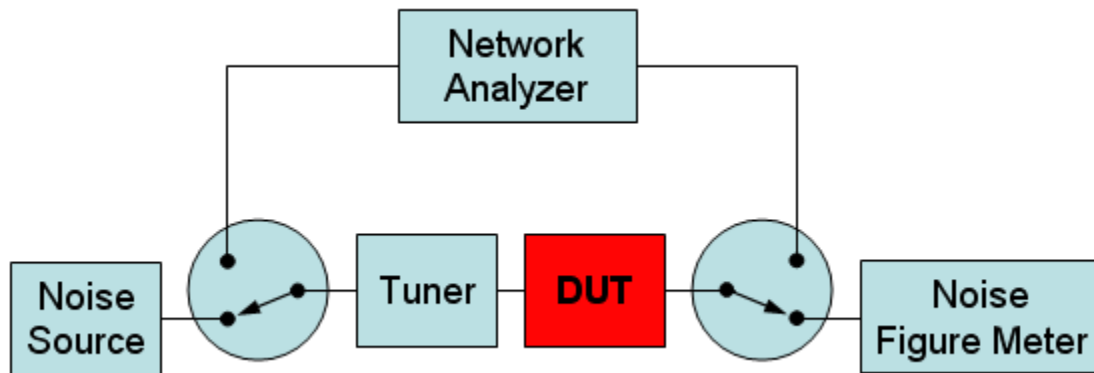 Network
Analyzer
Noise
Source
Tuner
DUT
Noise
Figure Meter